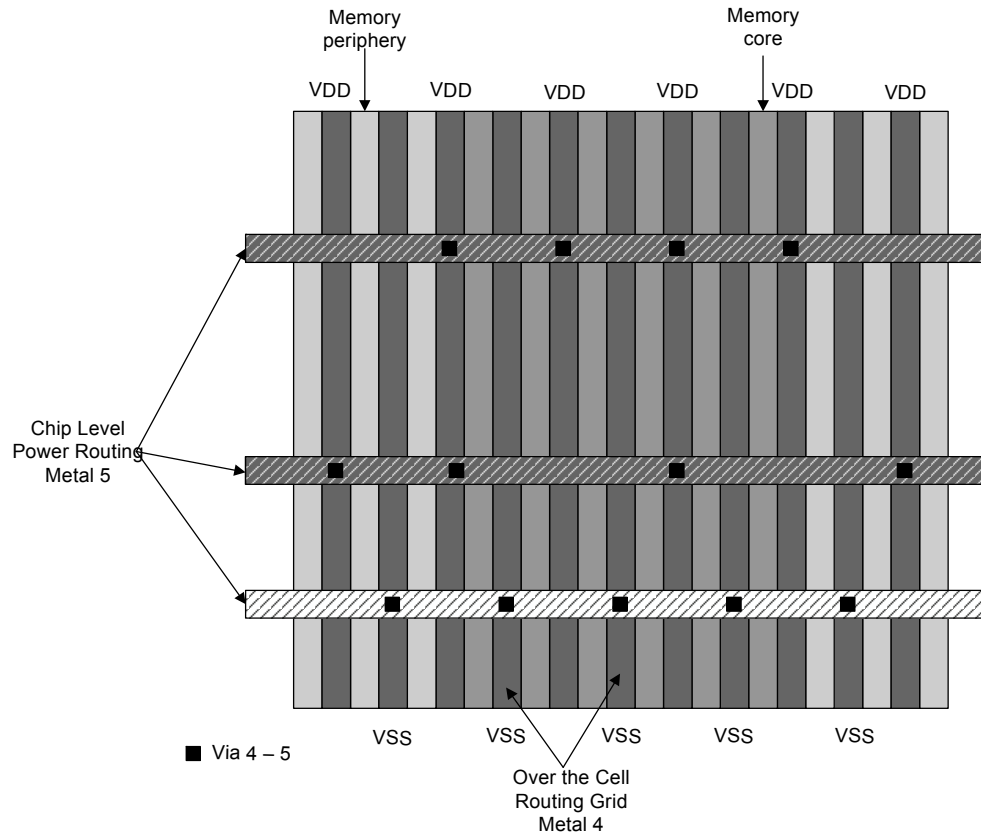 Memory
periphery
Memory
core
VDD
VDD
VDD
VDD
VDD
VDD
Chip Level
Power Routing
Metal 5
VSS
VSS
VSS
VSS
VSS
Via 4 – 5
Over the Cell
Routing Grid
Metal 4